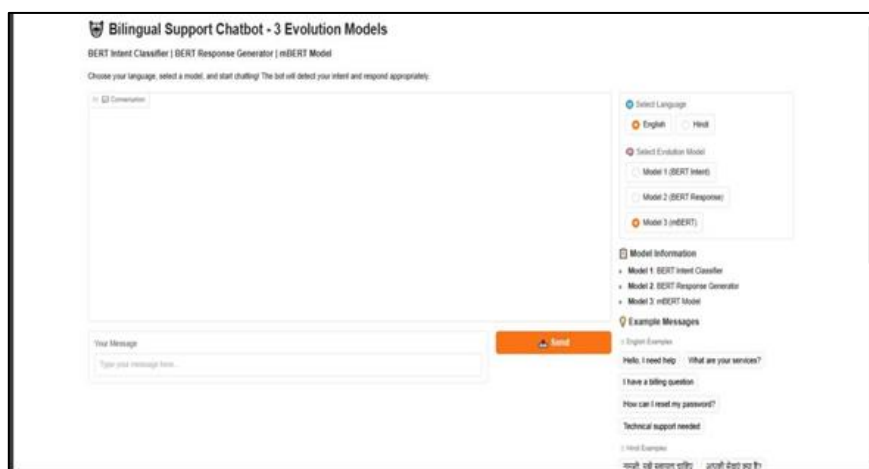 Bilingual Support Chatbot - 3 Evolution Models
BERT Intent Classifier | BERT Response Generator | mBERT Model
Choose your language, select a model, and start chatting! The bot will detect your intent and respond appropriately.
Conversation
Your Message
Type your message here...
Send
Select Language
English
Hindi
Select Evolution Model
Model 1 (BERT Intent)
Model 2 (BERT Response)
Model 3 (mBERT)
Model Information
Model 1: BERT Intent Classifier
Model 2: BERT Response Generator
Model 3: mBERT Model
Example Messages
English Examples
Hello, I need help
What are your services?
I have a billing question
How can I reset my password?
Technical support needed
Hindi Examples